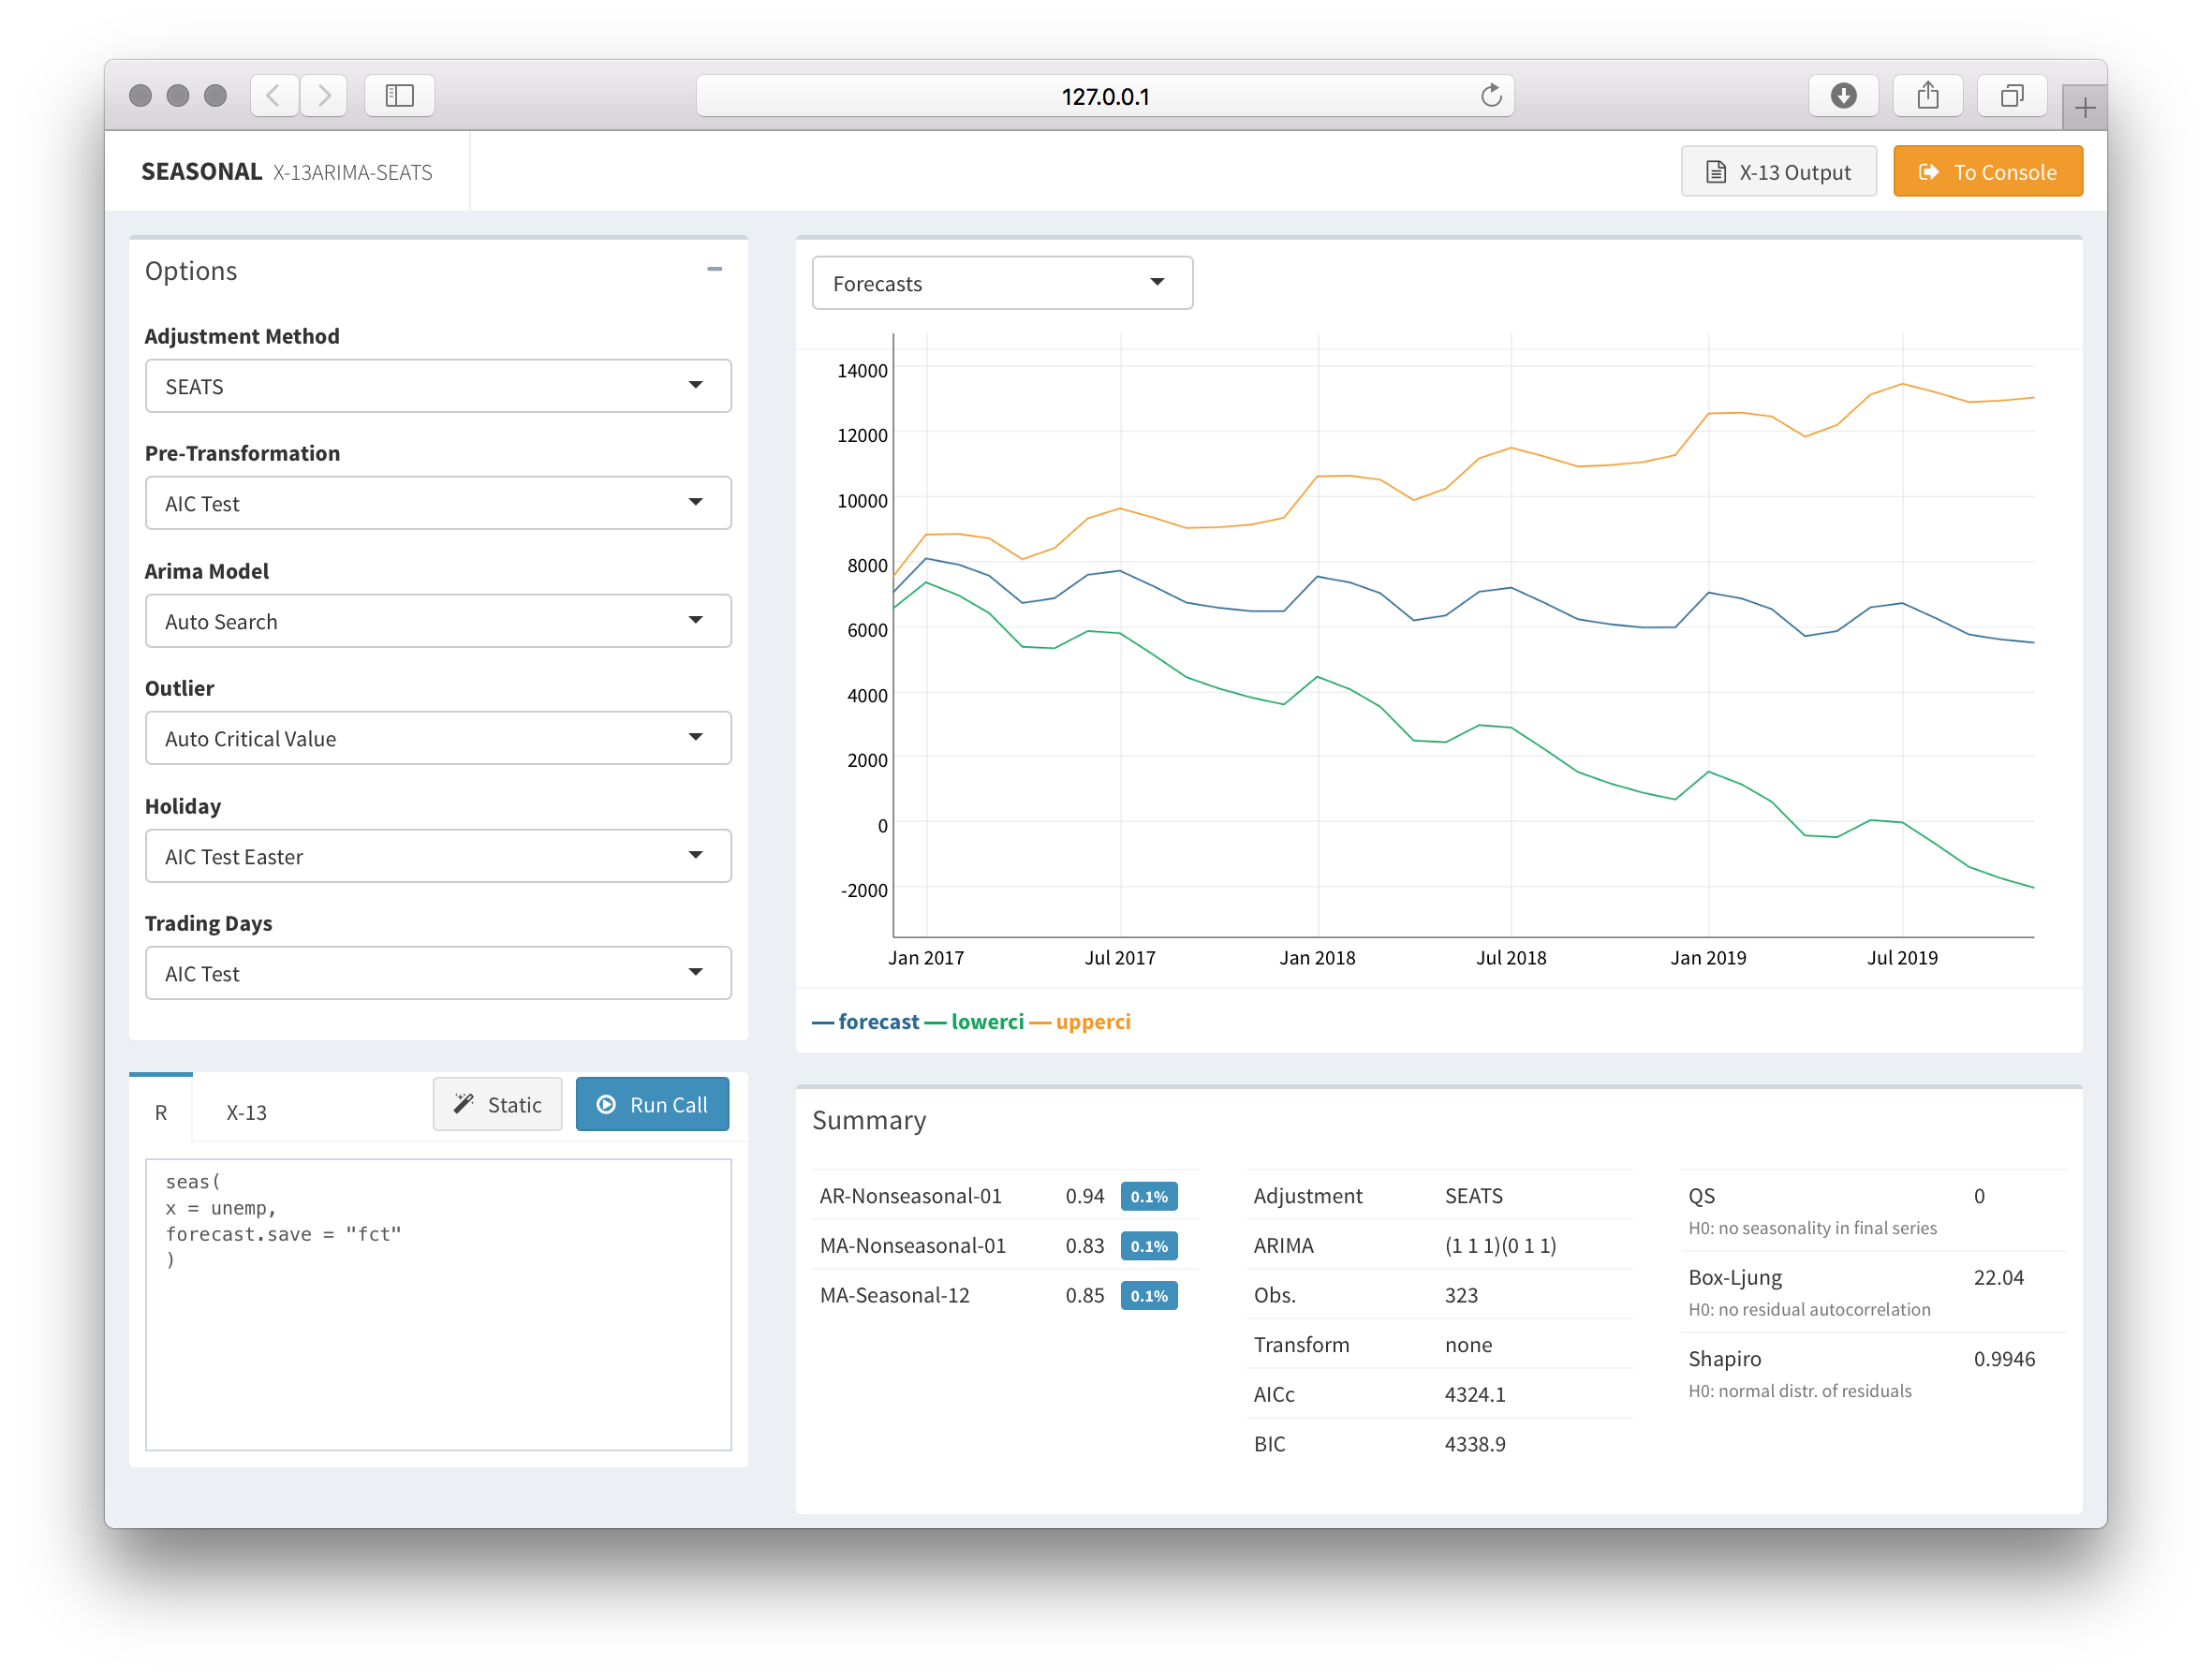 127.0.0.1
SEASONAL X-13ARIMA-SEATS
X-13 Output
To Console
Options
Adjustment Method
SEATS
Pre-Transformation
AIC Test
Arima Model
Auto Search
Outlier
Auto Critical Value
Holiday
AIC Test Easter
Trading Days
AIC Test
R X-13 Static Run Call
seas(
x = unemp,
forecast.save = "fct"
)
Forecasts
14000
12000
10000
8000
6000
4000
2000
0
-2000
Jan 2017 Jul 2017 Jan 2018 Jul 2018 Jan 2019 Jul 2019
forecast lowerci upperci
Summary
AR-Nonseasonal-01 0.94 0.1%
MA-Nonseasonal-01 0.83 0.1%
MA-Seasonal-12 0.85 0.1%
Adjustment SEATS
ARIMA (1 1 1)(0 1 1)
Obs. 323
Transform none
AICc 4324.1
BIC 4338.9
QS 0
H0: no seasonality in final series
Box-Ljung 22.04
H0: no residual autocorrelation
Shapiro 0.9946
H0: normal distr. of residuals